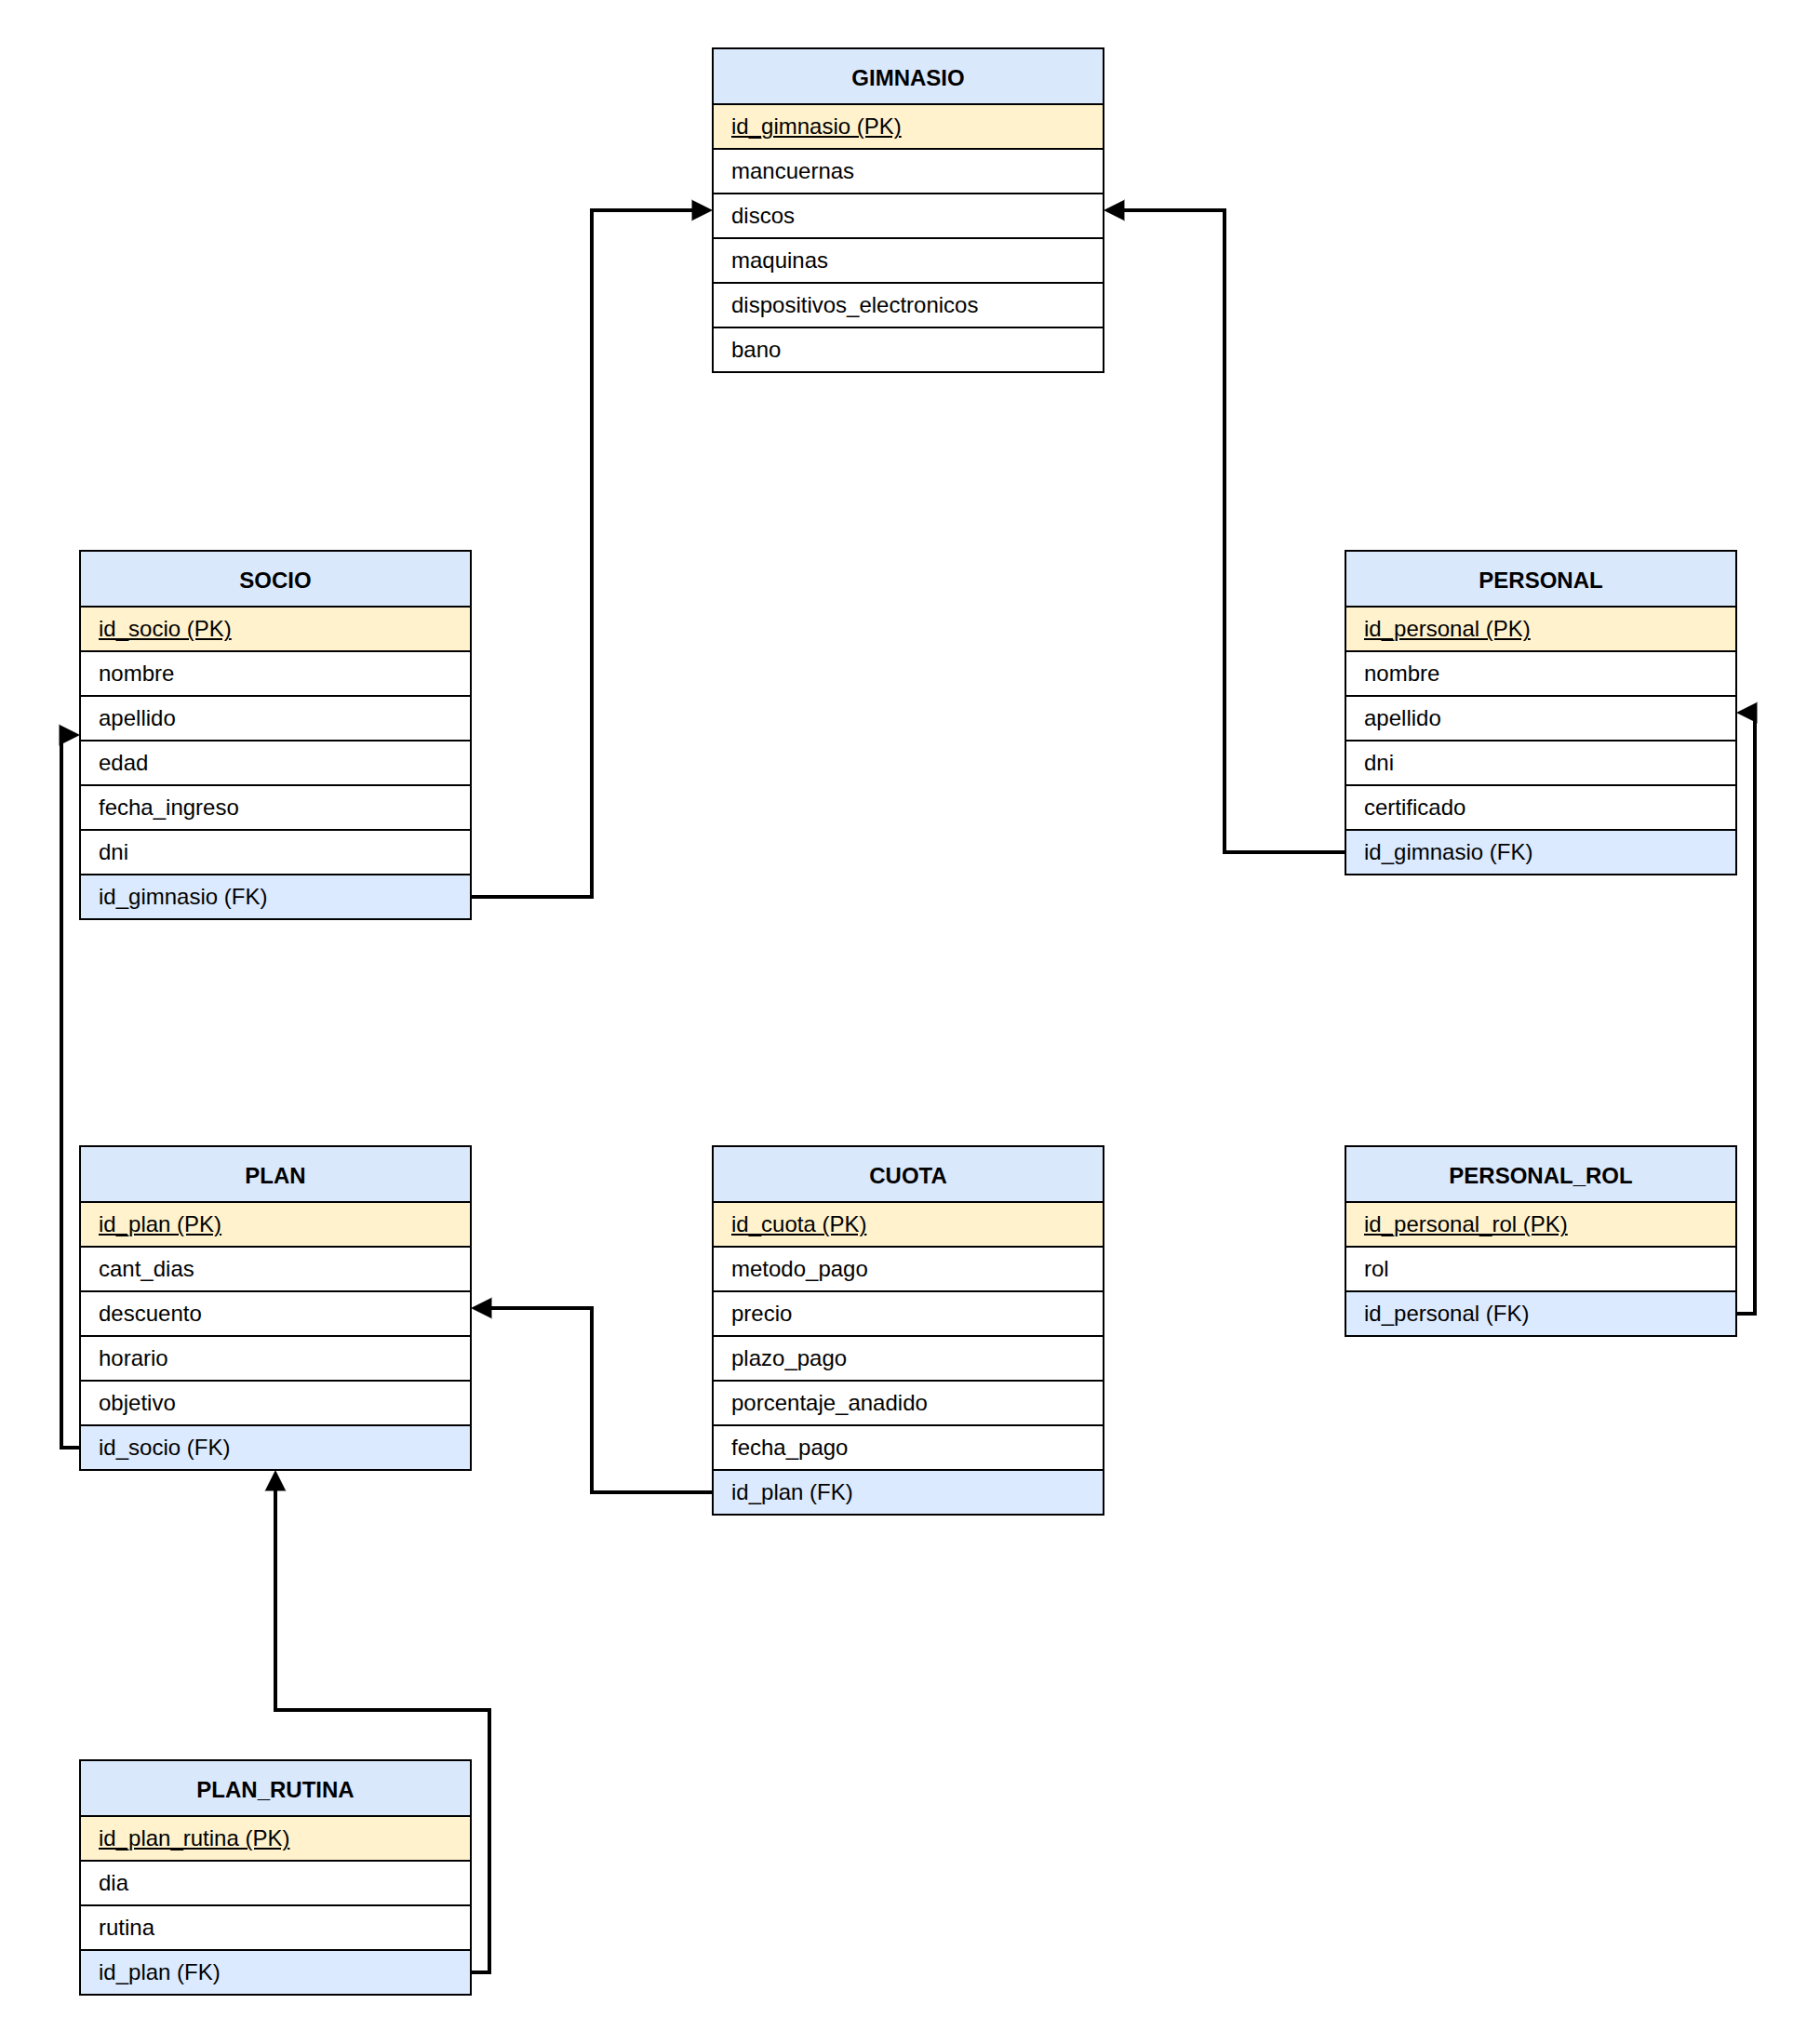 GIMNASIO
id_gimnasio (PK)
mancuernas
discos
maquinas
dispositivos_electronicos
bano
SOCIO
id_socio (PK)
nombre
apellido
edad
fecha_ingreso
dni
id_gimnasio (FK)
PERSONAL
id_personal (PK)
nombre
apellido
dni
certificado
id_gimnasio (FK)
PLAN
id_plan (PK)
cant_dias
descuento
horario
objetivo
id_socio (FK)
CUOTA
id_cuota (PK)
metodo_pago
precio
plazo_pago
porcentaje_anadido
fecha_pago
id_plan (FK)
PERSONAL_ROL
id_personal_rol (PK)
rol
id_personal (FK)
PLAN_RUTINA
id_plan_rutina (PK)
dia
rutina
id_plan (FK)